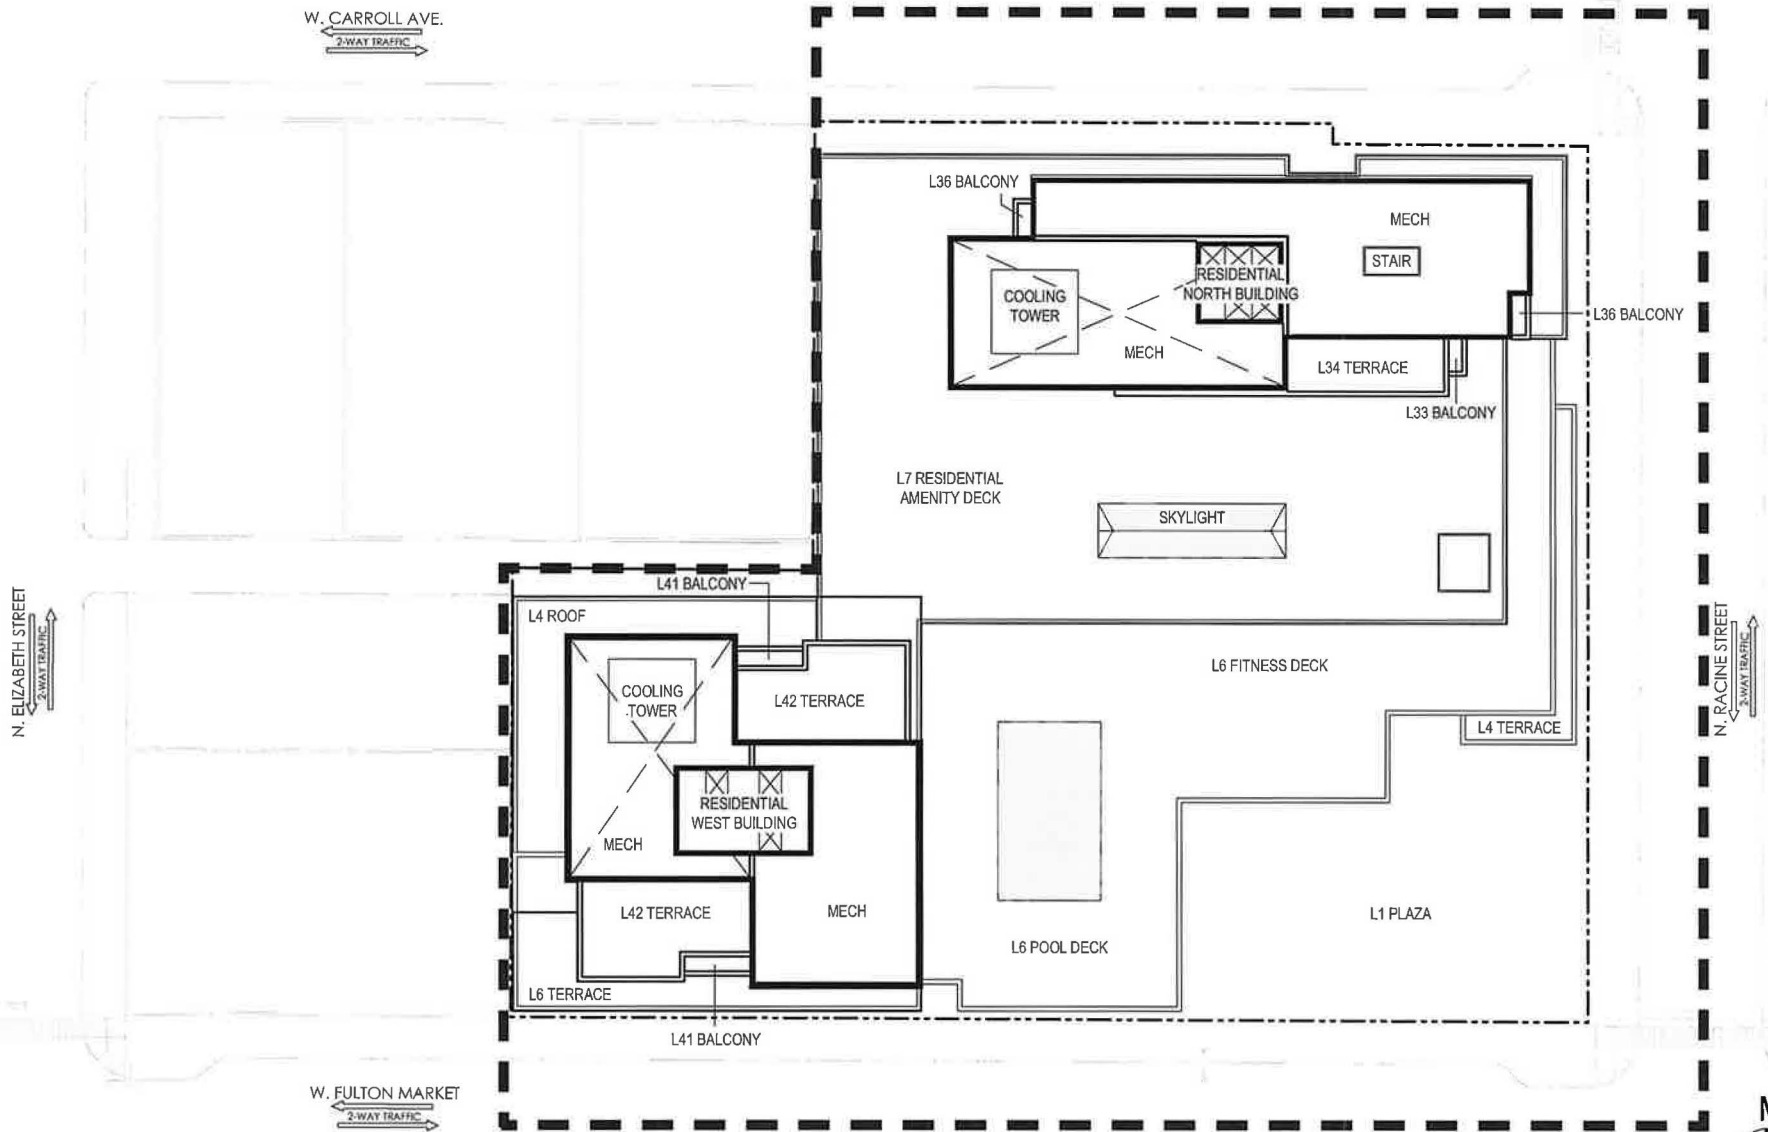 W. CARROLL AVE.
2-WAY TRAFFIC
L36 BALCONY
MECH
STAIR
RESIDENTIAL
NORTH BUILDING
COOLING
TOWER
L36 BALCONY
MECH
L34 TERRACE
L33 BALCONY
L7 RESIDENTIAL
AMENITY DECK
SKYLIGHT
L41 BALCONY
L4 ROOF
N. ELIZABETH STREET
2-WAY TRAFFIC
N. RACINE STREET
2-WAY TRAFFIC
L6 FITNESS DECK
COOLING
TOWER
L42 TERRACE
L4 TERRACE
RESIDENTIAL
WEST BUILDING
MECH
L42 TERRACE
MECH
L1 PLAZA
L6 POOL DECK
L6 TERRACE
L41 BALCONY
W. FULTON MARKET
2-WAY TRAFFIC